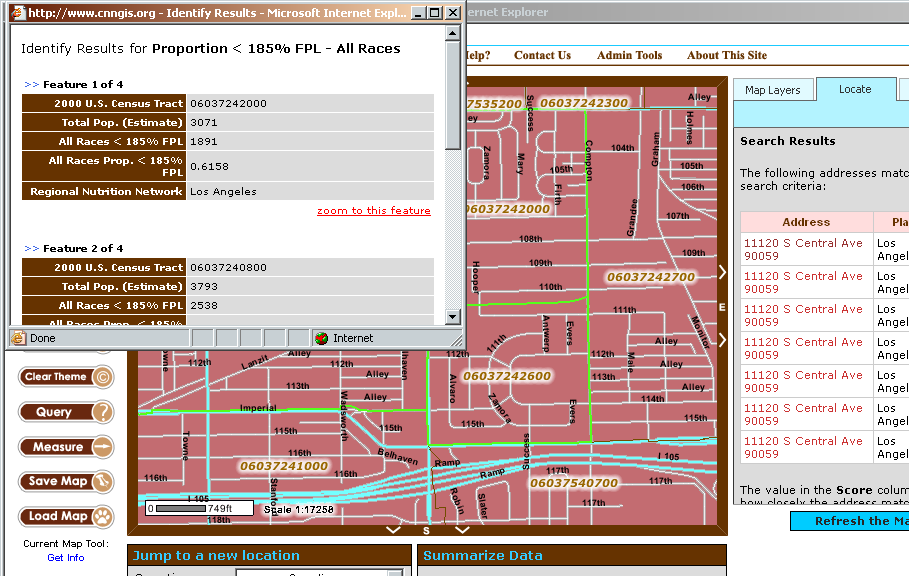 http://www.cnngis.org - Identify Results - Microsoft Internet Expl...
ernet Explorer
Identify Results for Proportion < 185% FPL - All Races
>> Feature 1 of 4
2000 U.S. Census Tract 06037242000
Total Pop. (Estimate) 3071
All Races < 185% FPL 1891
All Races Prop. < 185%
FPL 0.6158
Regional Nutrition Network Los Angeles
zoom to this feature
>> Feature 2 of 4
2000 U.S. Census Tract 06037240800
Total Pop. (Estimate) 3793
All Races < 185% FPL 2538
All Races Prop. < 185%
Done
Internet
Help?
Contact Us
Admin Tools
About This Site
Clear Theme
Query
Measure
Save Map
Load Map
Current Map Tool:
Get Info
7535200
06037242300
Alley
Success
Holmes
Compton
Graham
104th
Zamora
Mary
105th
105th
106th
Firth
06037242000
Grandee
107th
108th
109th
109th
Hooper
110th
06037242700
111th
111th
Antwerp
Evers
Monitor
Alley
E
112th
Lanzit
Alley
112th
Male
Alley
113th
Alley
06037242600
113th
Alley
Alvaro
Alley
114th
Imperial
Wadsworth
Zamora
Evers
115th
115th
115th
115th
Towne
115th
Belhaven
Success
116th
06037241000
116th
116th
Ramp
Ramp
117th
I 105
117th
06037540700
117th
I 105
Robin
Slater
118th
0
749ft
Scale 1:17258
S
Map Layers
Locate
Search Results
The following addresses matc
search criteria:
Address
Pla
11120 S Central Ave
90059
Los
Angel
11120 S Central Ave
90059
Los
Angel
11120 S Central Ave
90059
Los
Angel
11120 S Central Ave
90059
Los
Angel
11120 S Central Ave
90059
Los
Angel
11120 S Central Ave
90059
Los
Angel
11120 S Central Ave
90059
Los
Angel
The value in the Score colum
how closely the address matc
Refresh the Ma
Jump to a new location
Summarize Data